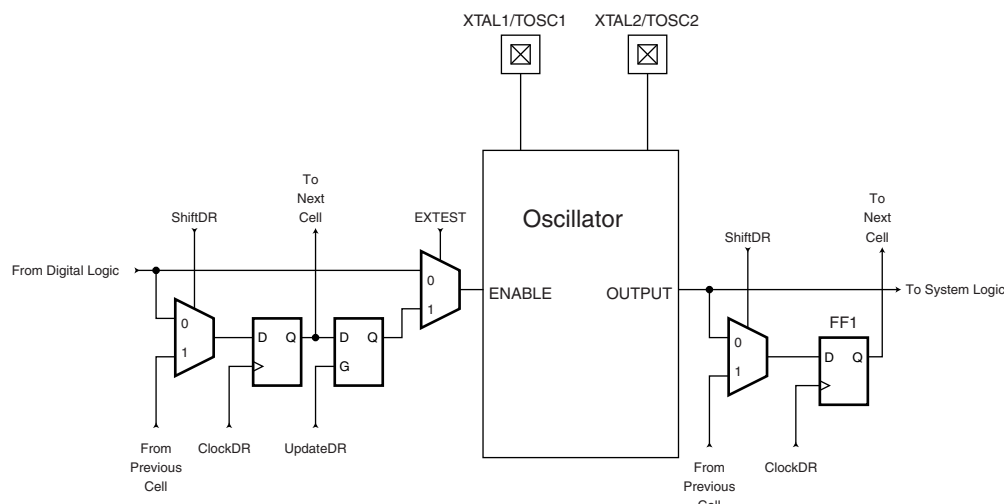 XTAL1/TOSC1
XTAL2/TOSC2
To
Next
Cell
ShiftDR
EXTEST
From Digital Logic
0
1
0
1
D
Q
D
Q
G
From
Previous
Cell
ClockDR
UpdateDR
Oscillator
ENABLE
OUTPUT
To
Next
Cell
ShiftDR
To System Logic
FF1
0
1
D
Q
From
Previous
ClockDR